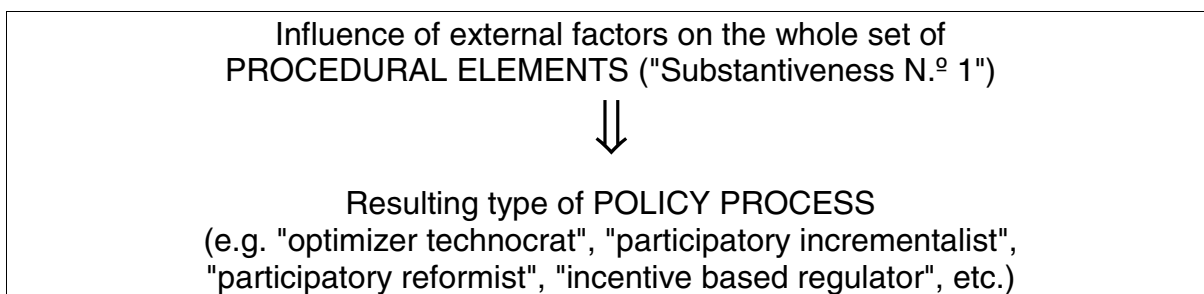 Influence of external factors on the whole set of
PROCEDURAL ELEMENTS ("Substantiveness N.º 1")
⇓
Resulting type of POLICY PROCESS
(e.g. "optimizer technocrat", "participatory incrementalist",
"participatory reformist", "incentive based regulator", etc.)